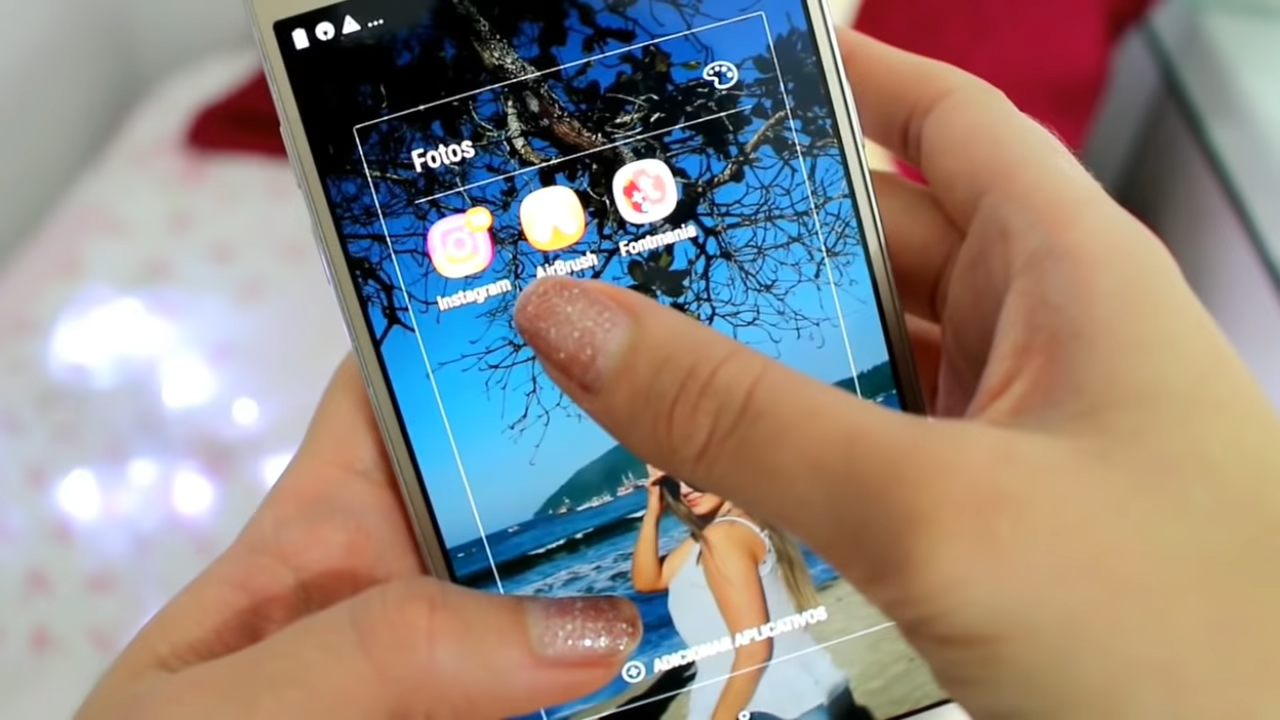 Fotos
Instagram
AirBrush
Fontmania
ADICIONAR APLICATIVOS